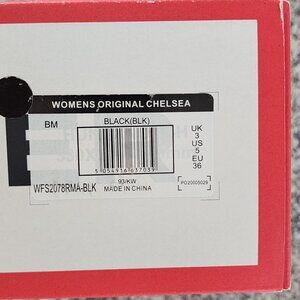 WOMENS ORIGINAL CHELSEA
BM
BLACK(BLK)
UK
3
US
5
EU
36
5 054916 637039
WFS2078RMA-BLK
93/KW
MADE IN CHINA
PO20005029